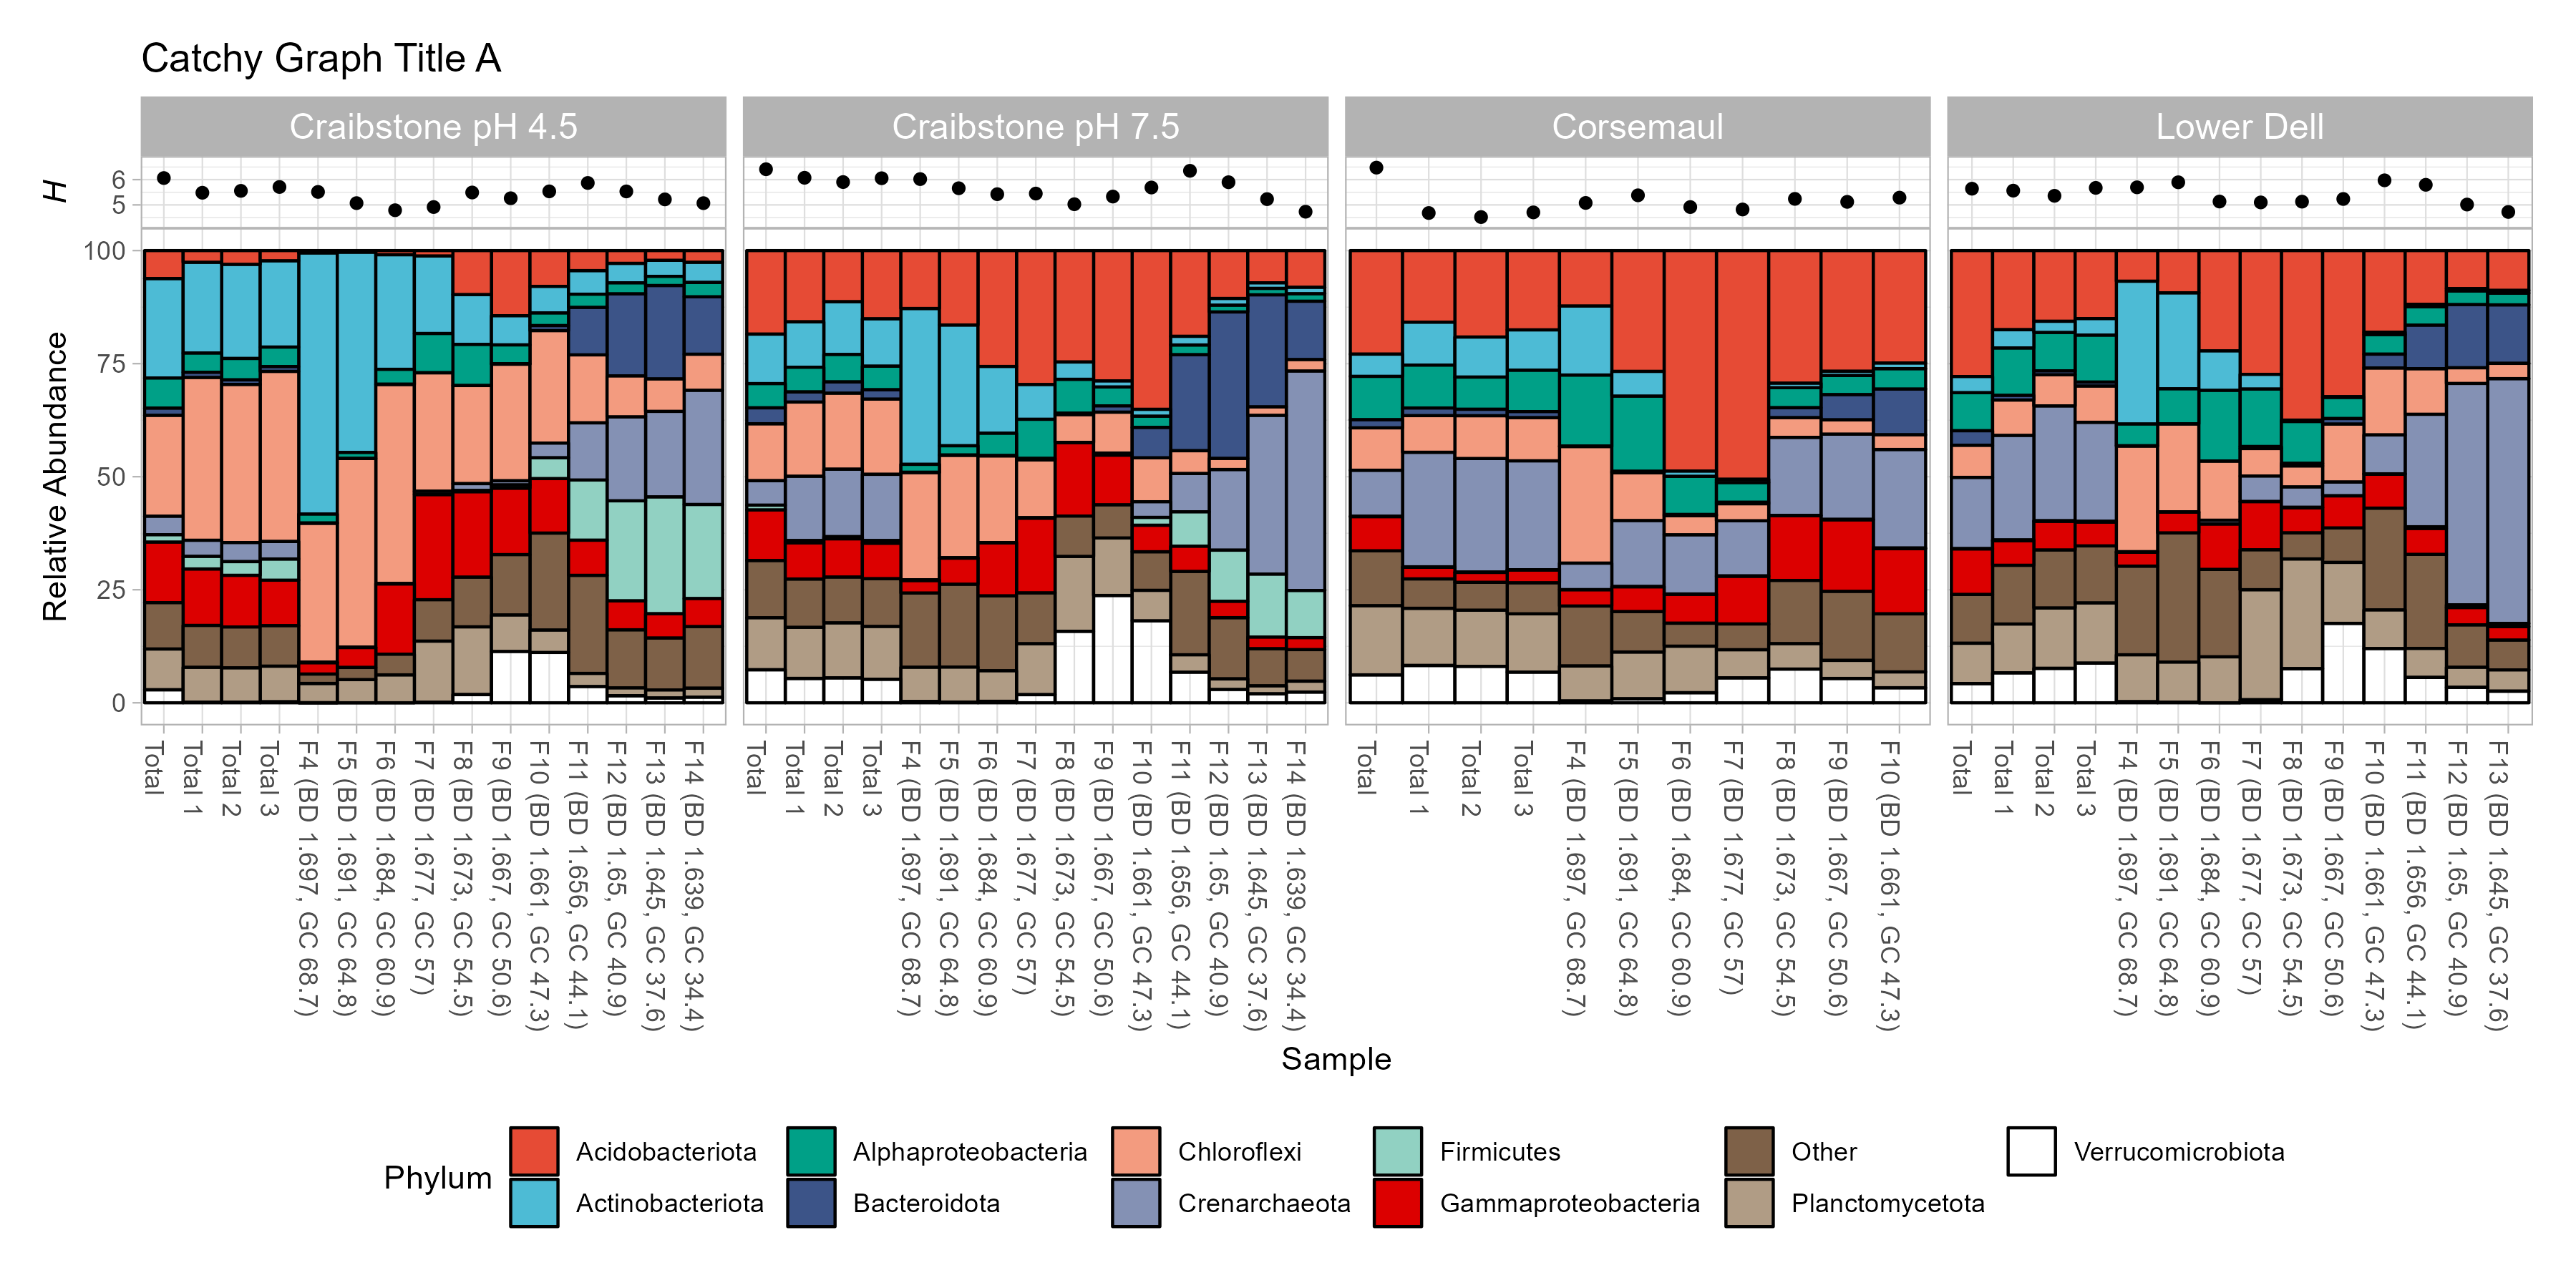 Catchy Graph Title A
Craibstone pH 4.5
Craibstone pH 7.5
Corsemaul
Lower Dell
H
6
5
Relative Abundance
100
75
50
25
0
Total
Total 1
Total 2
Total 3
F4 (BD 1.697, GC 68.7)
F5 (BD 1.691, GC 64.8)
F6 (BD 1.684, GC 60.9)
F7 (BD 1.677, GC 57)
F8 (BD 1.673, GC 54.5)
F9 (BD 1.667, GC 50.6)
F10 (BD 1.661, GC 47.3)
F11 (BD 1.656, GC 44.1)
F12 (BD 1.65, GC 40.9)
F13 (BD 1.645, GC 37.6)
F14 (BD 1.639, GC 34.4)
Total
Total 1
Total 2
Total 3
F4 (BD 1.697, GC 68.7)
F5 (BD 1.691, GC 64.8)
F6 (BD 1.684, GC 60.9)
F7 (BD 1.677, GC 57)
F8 (BD 1.673, GC 54.5)
F9 (BD 1.667, GC 50.6)
F10 (BD 1.661, GC 47.3)
F11 (BD 1.656, GC 44.1)
F12 (BD 1.65, GC 40.9)
F13 (BD 1.645, GC 37.6)
F14 (BD 1.639, GC 34.4)
Total
Total 1
Total 2
Total 3
F4 (BD 1.697, GC 68.7)
F5 (BD 1.691, GC 64.8)
F6 (BD 1.684, GC 60.9)
F7 (BD 1.677, GC 57)
F8 (BD 1.673, GC 54.5)
F9 (BD 1.667, GC 50.6)
F10 (BD 1.661, GC 47.3)
Total
Total 1
Total 2
Total 3
F4 (BD 1.697, GC 68.7)
F5 (BD 1.691, GC 64.8)
F6 (BD 1.684, GC 60.9)
F7 (BD 1.677, GC 57)
F8 (BD 1.673, GC 54.5)
F9 (BD 1.667, GC 50.6)
F10 (BD 1.661, GC 47.3)
F11 (BD 1.656, GC 44.1)
F12 (BD 1.65, GC 40.9)
F13 (BD 1.645, GC 37.6)
Sample
Phylum
Acidobacteriota
Actinobacteriota
Alphaproteobacteria
Bacteroidota
Chloroflexi
Crenarchaeota
Firmicutes
Gammaproteobacteria
Other
Planctomycetota
Verrucomicrobiota